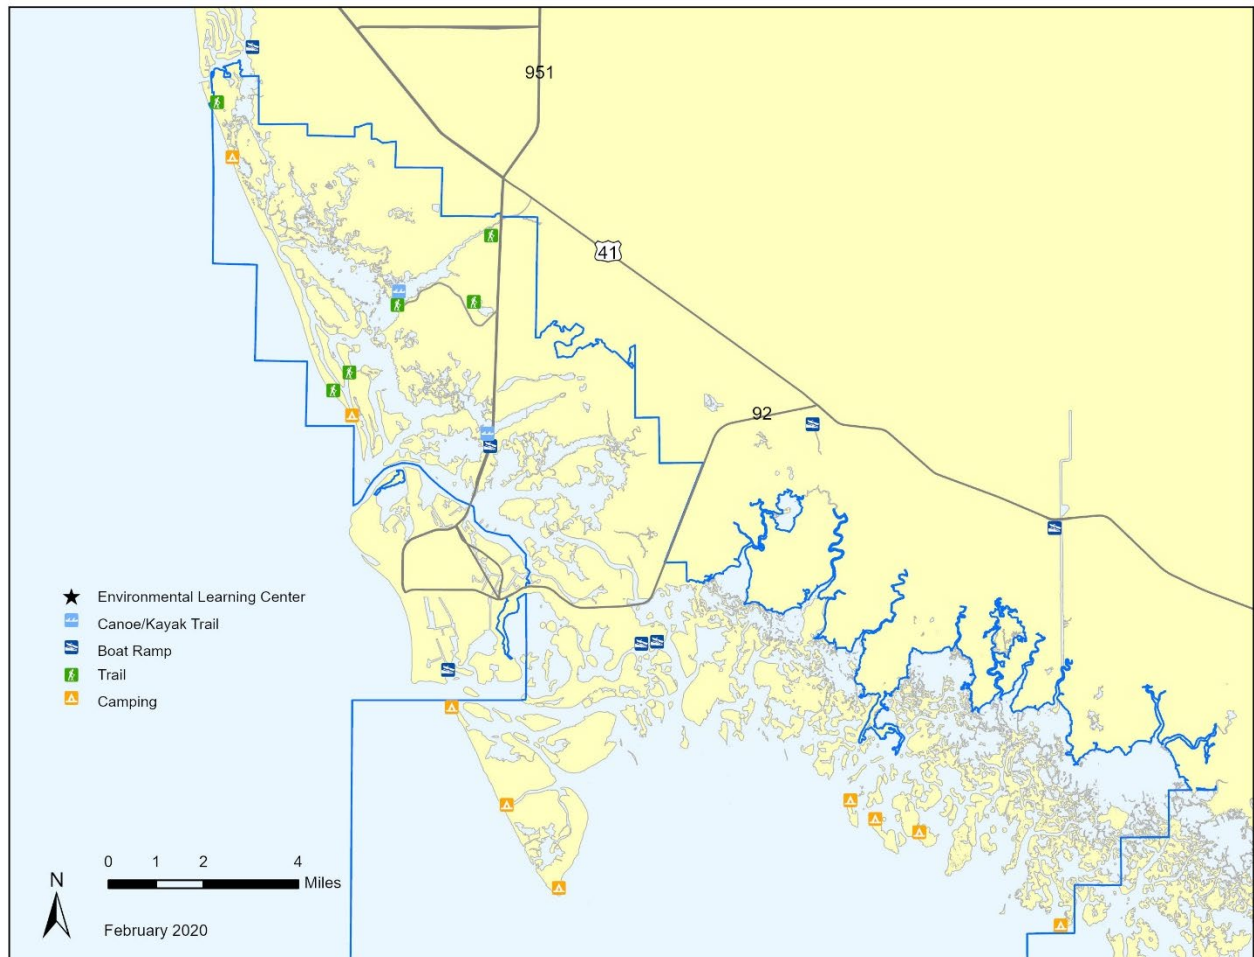 951
41
92
Environmental Learning Center
Canoe/Kayak Trail
Boat Ramp
Trail
Camping
0 1 2 4
Miles
N
February 2020